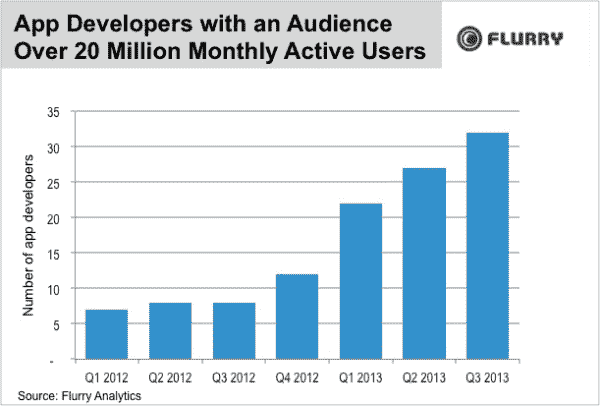 App Developers with an Audience
Over 20 Million Monthly Active Users
FLURRY
Number of app developers
35
30
25
20
15
10
5
-
Q1 2012
Q2 2012
Q3 2012
Q4 2012
Q1 2013
Q2 2013
Q3 2013
Source: Flurry Analytics